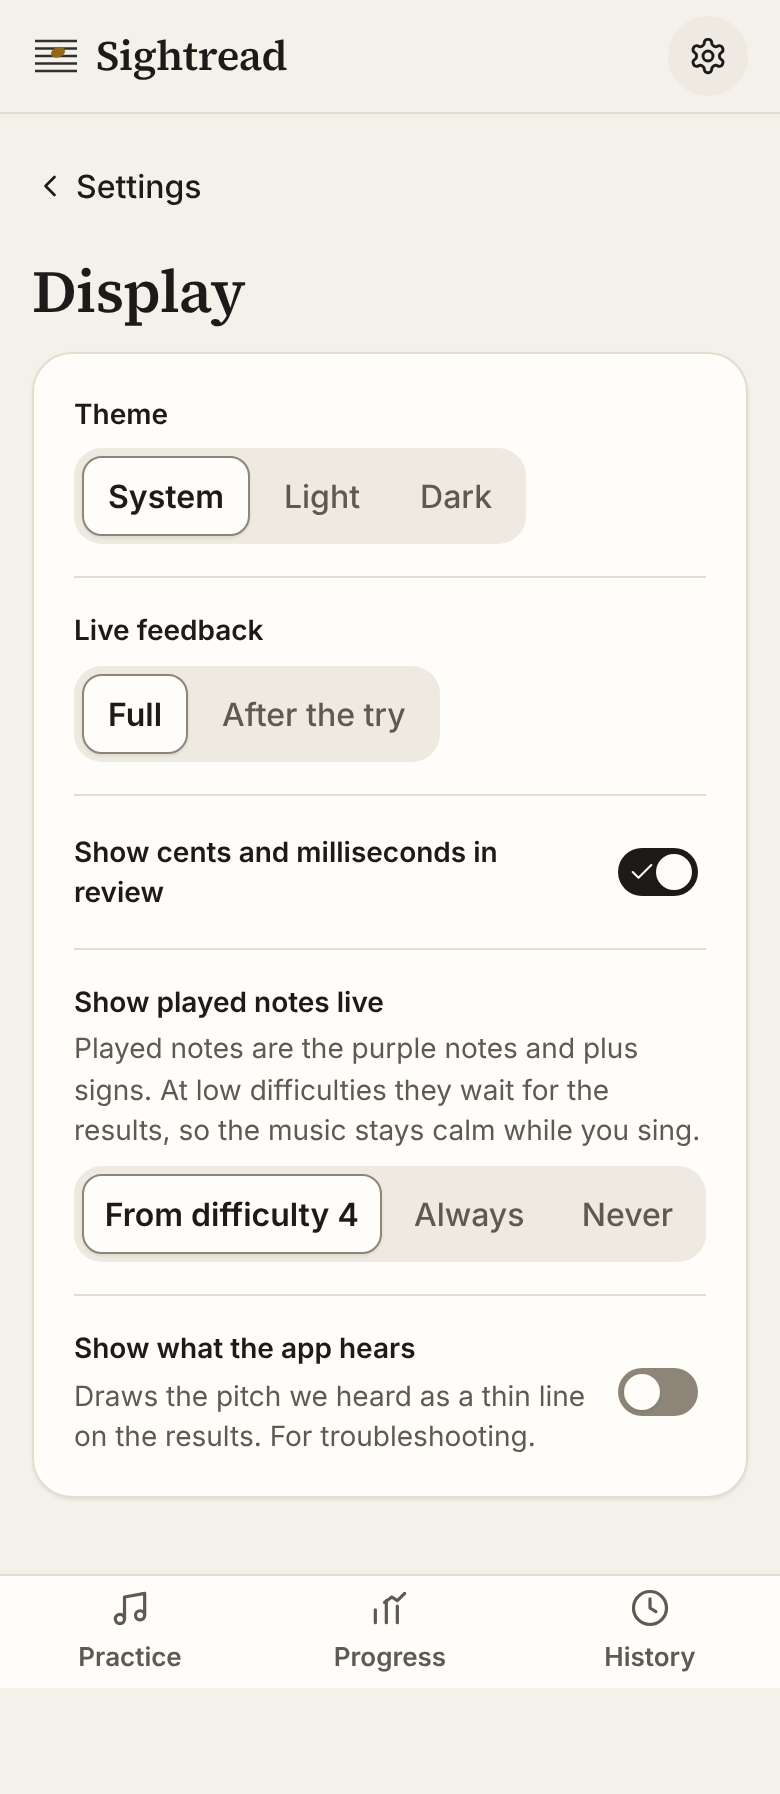 Sightread
Settings
Display
Theme
System Light Dark
Live feedback
Full After the try
Show cents and milliseconds in
review
Show played notes live
Played notes are the purple notes and plus
signs. At low difficulties they wait for the
results, so the music stays calm while you sing.
From difficulty 4 Always Never
Show what the app hears
Draws the pitch we heard as a thin line
on the results. For troubleshooting.
Practice Progress History